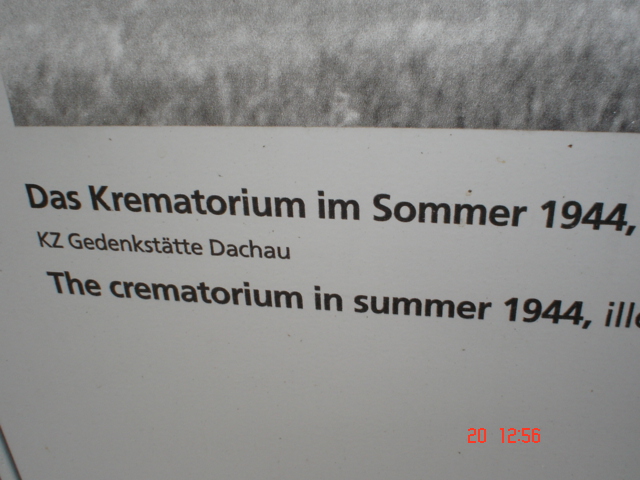 Das Krematorium im Sommer 1944,
KZ Gedenkstätte Dachau
The crematorium in summer 1944,
20 12:56